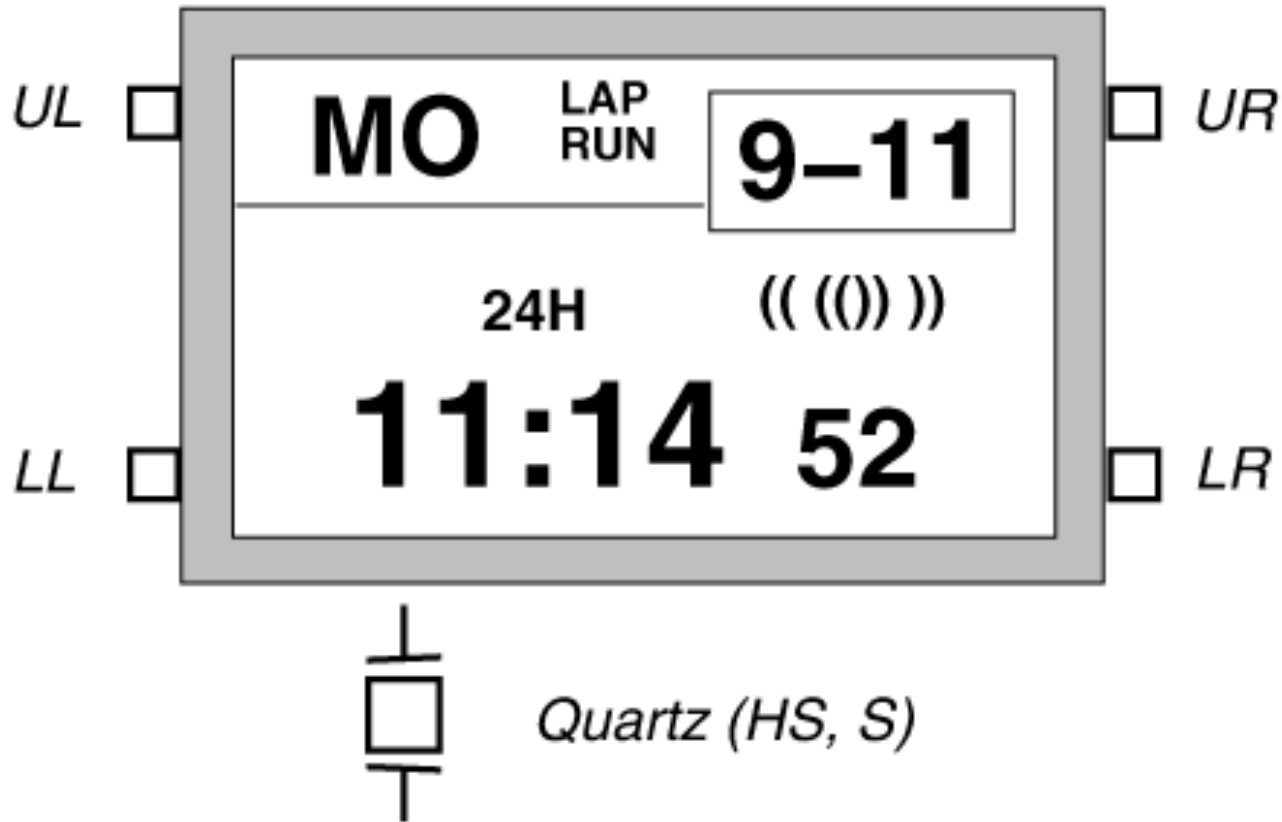 UL
MO
LAP
RUN
9–11
UR
24H
(( (()) ))
LL
11:14 52
LR
Quartz (HS, S)